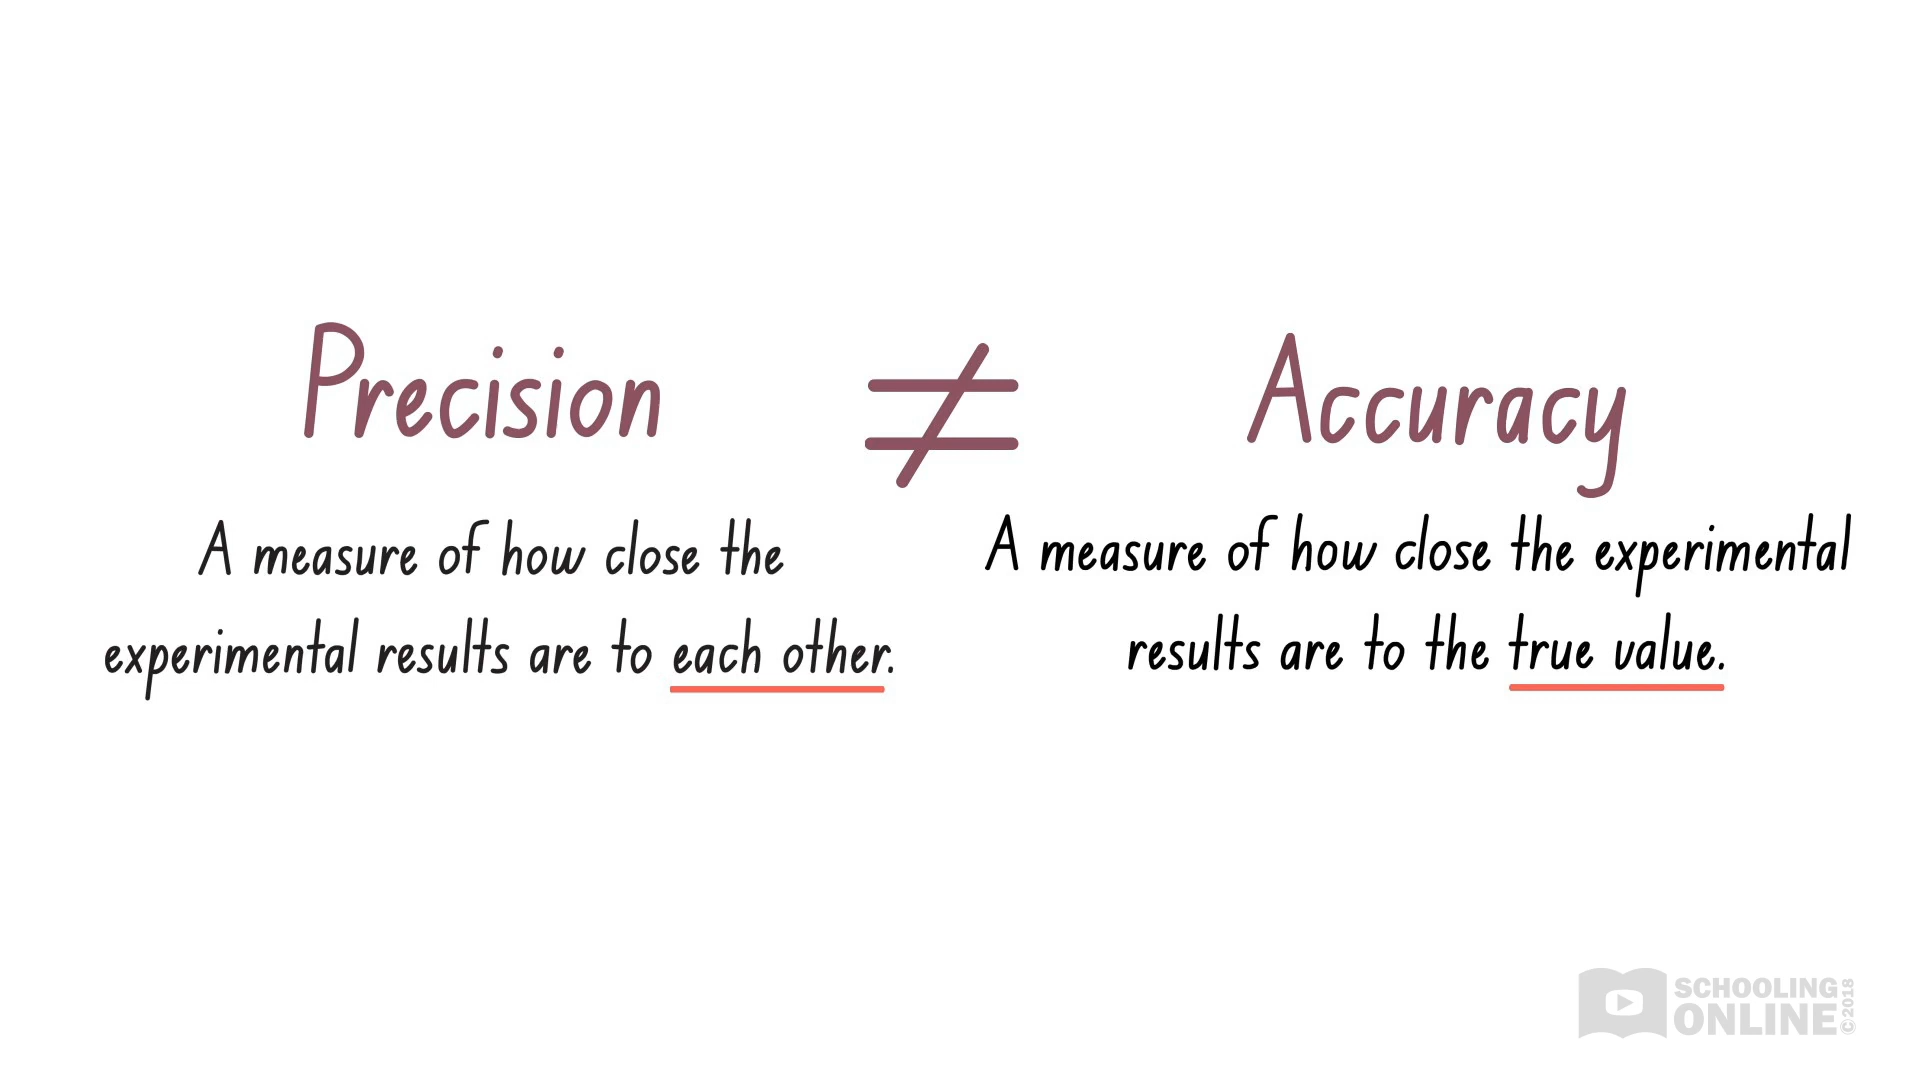 Precision ≠ Accuracy
A measure of how close the
experimental results are to each other.
A measure of how close the experimental
results are to the true value.
SCHOOLING
ONLINE
©2018